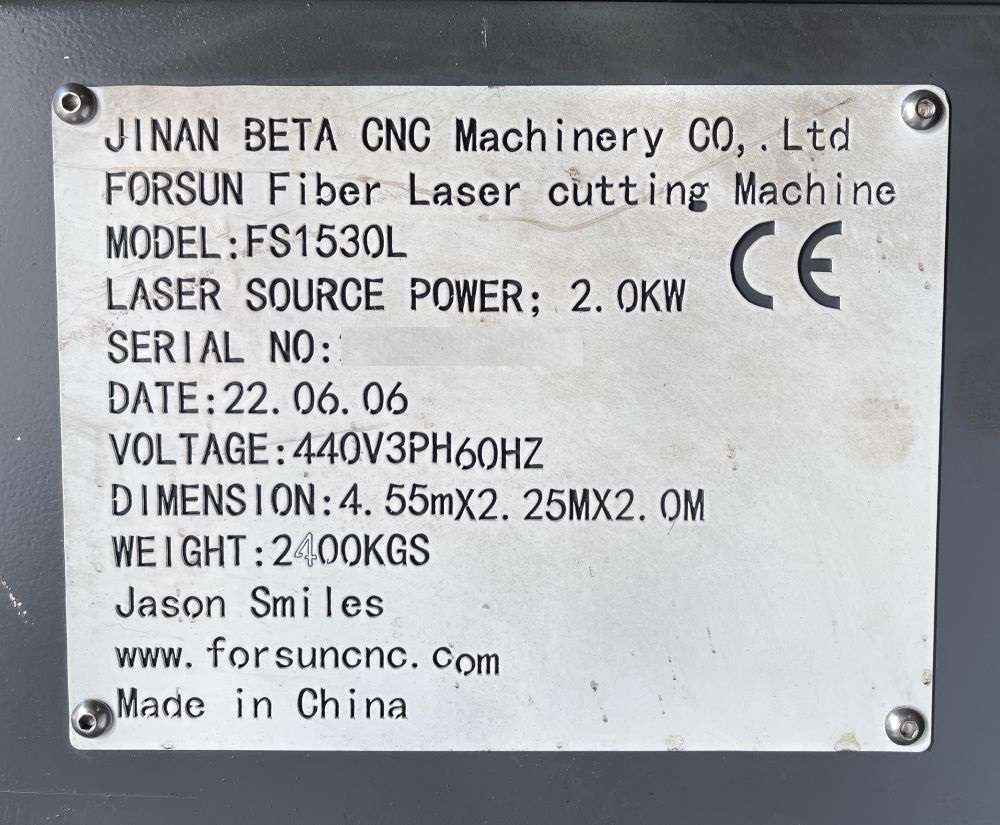 JINAN BETA CNC Machinery CO,.Ltd
FORSUN Fiber Laser cutting Machine
MODEL:FS1530L
CE
LASER SOURCE POWER; 2.0KW
SERIAL NO:
DATE:22.06.06
VOLTAGE:440V3PH60HZ
DIMENSION:4.55mX2.25MX2.0M
WEIGHT:2400KGS
Jason Smiles
www.forsuncnc.com
Made in China